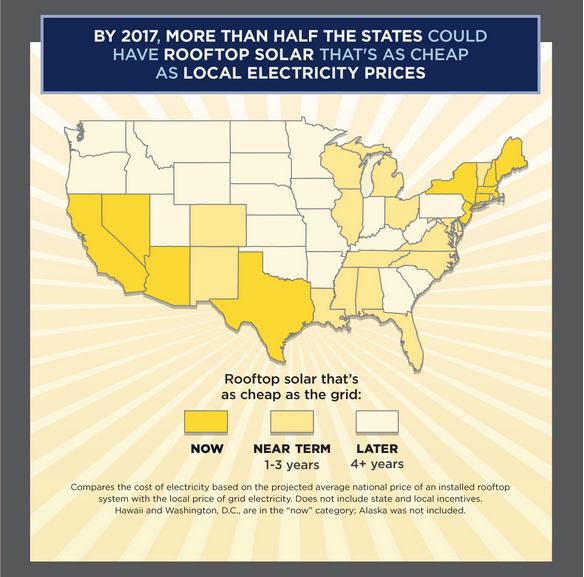 BY 2017, MORE THAN HALF THE STATES COULD
HAVE ROOFTOP SOLAR THAT'S AS CHEAP
AS LOCAL ELECTRICITY PRICES
Rooftop solar that's
as cheap as the grid:
NOW
NEAR TERM
1-3 years
LATER
4+ years
Compares the cost of electricity based on the projected average national price of an installed rooftop
system with the local price of grid electricity. Does not include state and local incentives.
Hawaii and Washington, D.C., are in the “now” category; Alaska was not included.